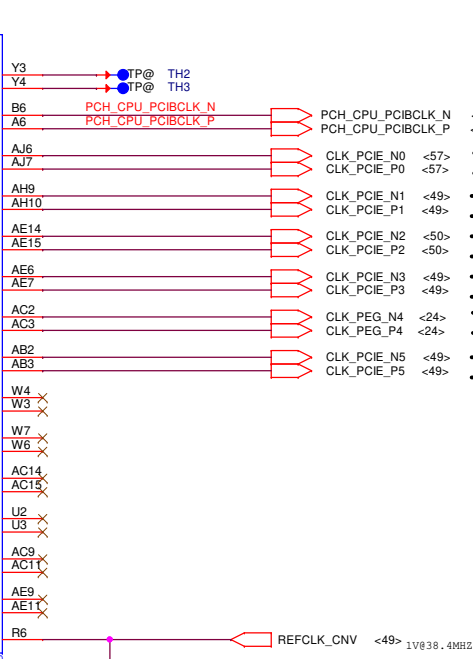 Y3 TP@ TH2
Y4 TP@ TH3
B6 PCH_CPU_PCIBCLK_N PCH_CPU_PCIBCLK_N
A6 PCH_CPU_PCIBCLK_P PCH_CPU_PCIBCLK_P
AJ6 CLK_PCIE_N0 <57>
AJ7 CLK_PCIE_P0 <57>
AH9 CLK_PCIE_N1 <49>
AH10 CLK_PCIE_P1 <49>
AE14 CLK_PCIE_N2 <50>
AE15 CLK_PCIE_P2 <50>
AE6 CLK_PCIE_N3 <49>
AE7 CLK_PCIE_P3 <49>
AC2 CLK_PEG_N4 <24>
AC3 CLK_PEG_P4 <24>
AB2 CLK_PCIE_N5 <49>
AB3 CLK_PCIE_P5 <49>
W4
W3
W7
W6
AC14
AC15
U2
U3
AC9
AC11
AE9
AE11
R6 REFCLK_CNV <49> 1V@38.4MHZ